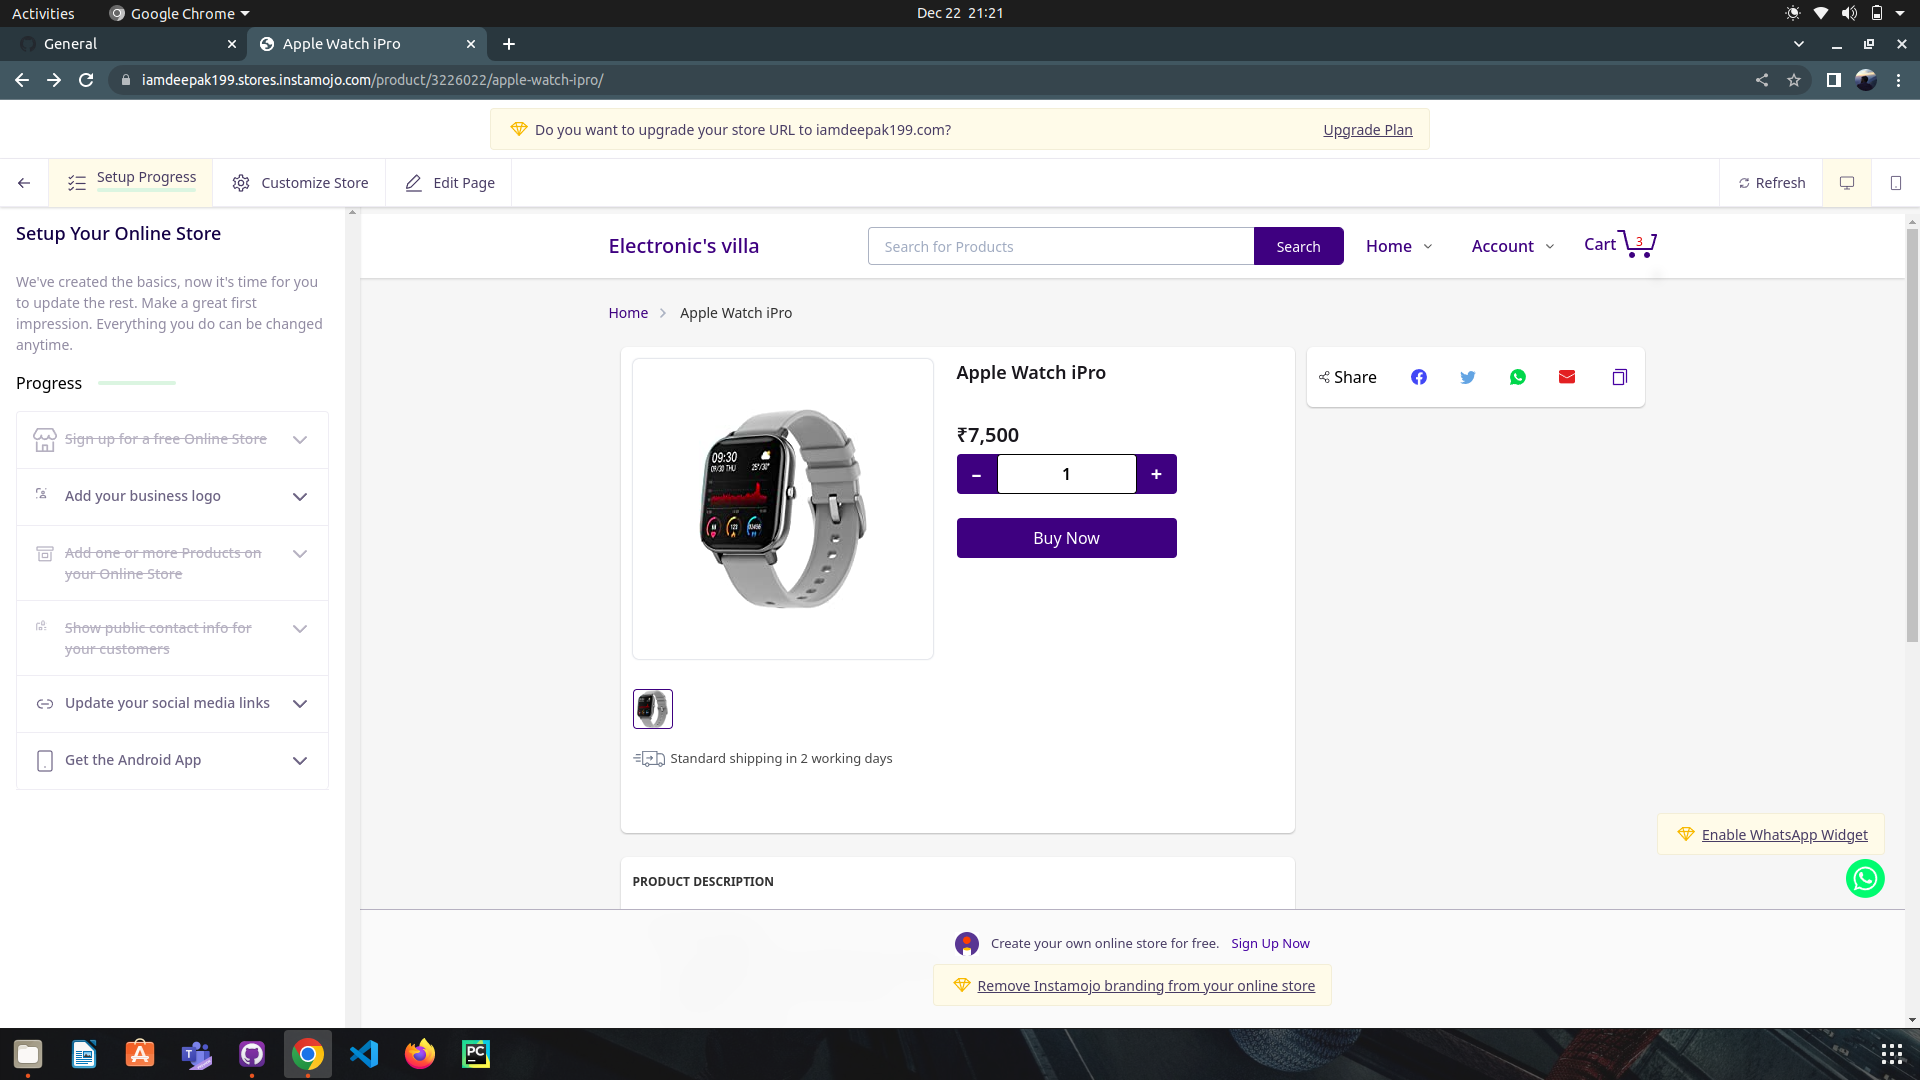 Activities
Google Chrome
Dec 22 21:21
General
Apple Watch iPro
iamdeepak199.stores.instamojo.com/product/3226022/apple-watch-ipro/
Do you want to upgrade your store URL to iamdeepak199.com?
Upgrade Plan
Setup Progress
Customize Store
Edit Page
Refresh
Setup Your Online Store
We've created the basics, now it's time for you
to update the rest. Make a great first
impression. Everything you do can be changed
anytime.
Progress
Sign up for a free Online Store
Add your business logo
Add one or more Products on
your Online Store
Show public contact info for
your customers
Update your social media links
Get the Android App
Electronic's villa
Search for Products
Search
Home
Account
Cart
3
Home
Apple Watch iPro
09:30
09/30 THU
25°/30°
Apple Watch iPro
₹7,500
–
1
+
Buy Now
Standard shipping in 2 working days
Share
PRODUCT DESCRIPTION
Enable WhatsApp Widget
Create your own online store for free.
Sign Up Now
Remove Instamojo branding from your online store
PC